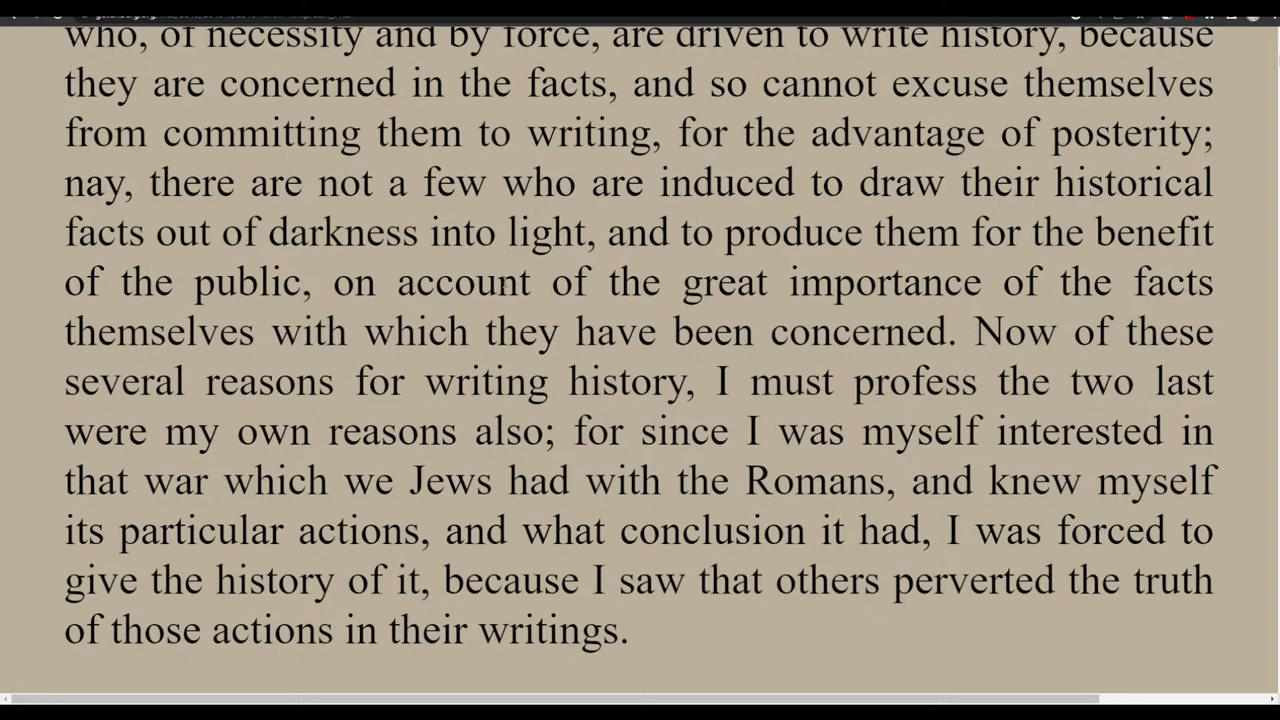 who, of necessity and by force, are driven to write history, because
they are concerned in the facts, and so cannot excuse themselves
from committing them to writing, for the advantage of posterity;
nay, there are not a few who are induced to draw their historical
facts out of darkness into light, and to produce them for the benefit
of the public, on account of the great importance of the facts
themselves with which they have been concerned. Now of these
several reasons for writing history, I must profess the two last
were my own reasons also; for since I was myself interested in
that war which we Jews had with the Romans, and knew myself
its particular actions, and what conclusion it had, I was forced to
give the history of it, because I saw that others perverted the truth
of those actions in their writings.